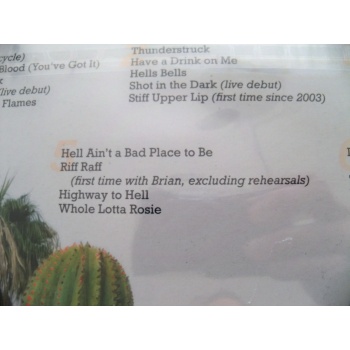 cycle)
Blood (You've Got It)
(live debut)
Flames
Thunderstruck
Have a Drink on Me
Hells Bells
Shot in the Dark (live debut)
Stiff Upper Lip (first time since 2003)
Hell Ain't a Bad Place to Be
Riff Raff
(first time with Brian, excluding rehearsals)
Highway to Hell
Whole Lotta Rosie